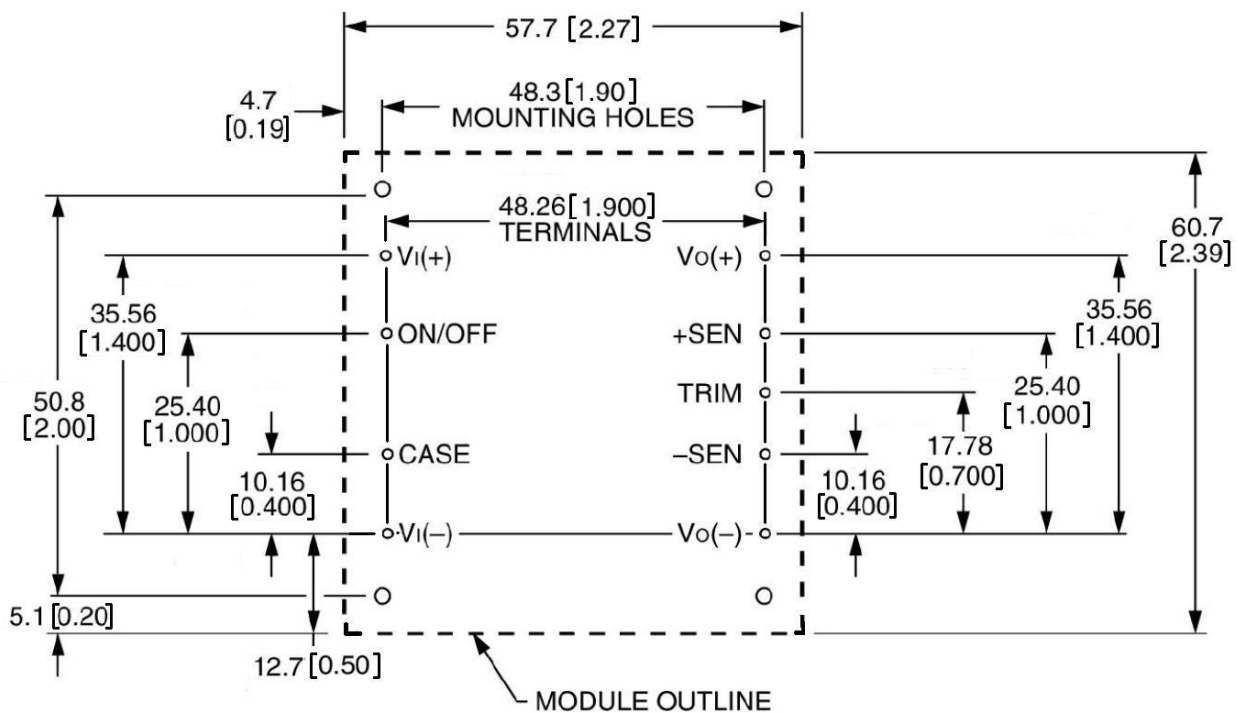 57.7 [2.27]
4.7
[0.19]
48.3[1.90]
MOUNTING HOLES
48.26[1.900]
TERMINALS
60.7
[2.39]
VI(+)
VO(+)
35.56
[1.400]
35.56
[1.400]
ON/OFF
+SEN
50.8
[2.00]
25.40
[1.000]
TRIM
25.40
[1.000]
CASE
–SEN
17.78
[0.700]
10.16
[0.400]
10.16
[0.400]
VI(–)
VO(–)
5.1[0.20]
12.7[0.50]
MODULE OUTLINE